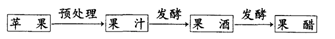 苹果 预处理 果汁 发酵 果酒 发酵 果醋